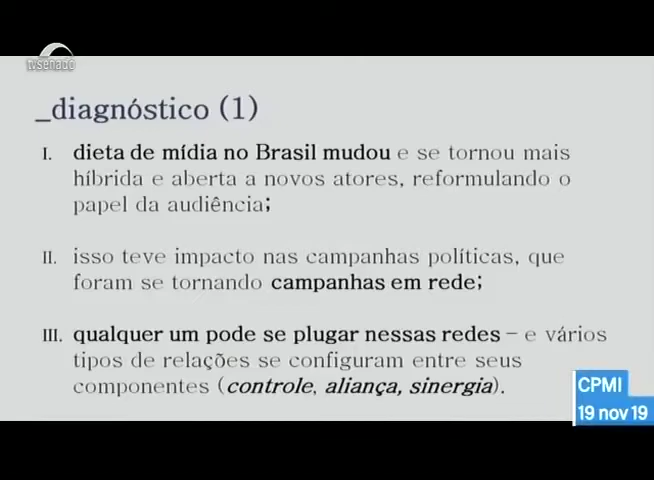 tvsenado
_diagnóstico (1)
I. dieta de mídia no Brasil mudou e se tornou mais
híbrida e aberta a novos atores, reformulando o
papel da audiência;
II. isso teve impacto nas campanhas políticas, que
foram se tornando campanhas em rede;
III. qualquer um pode se plugar nessas redes – e vários
tipos de relações se configuram entre seus
componentes (controle, aliança, sinergia).
CPMI
19 nov 19